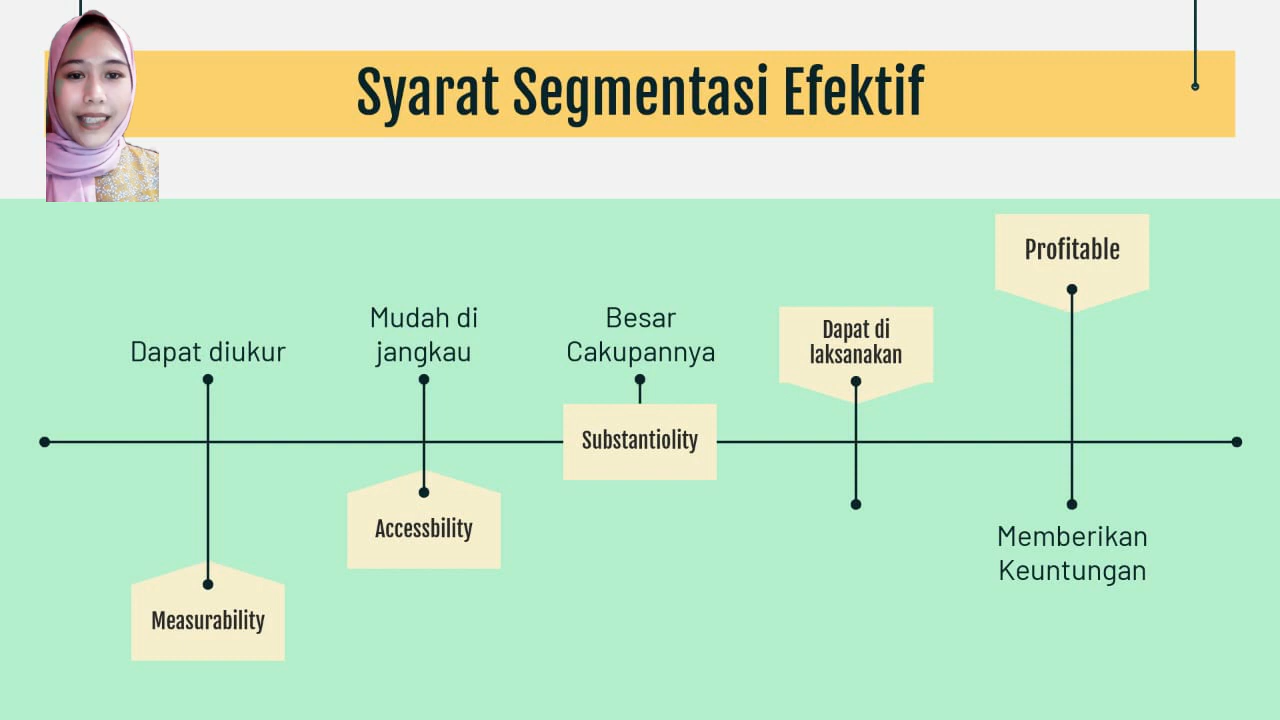 Syarat Segmentasi Efektif
Dapat diukur
Measurability
Mudah di
jangkau
Accessbility
Besar
Cakupannya
Substantiolity
Dapat di
laksanakan
Profitable
Memberikan
Keuntungan